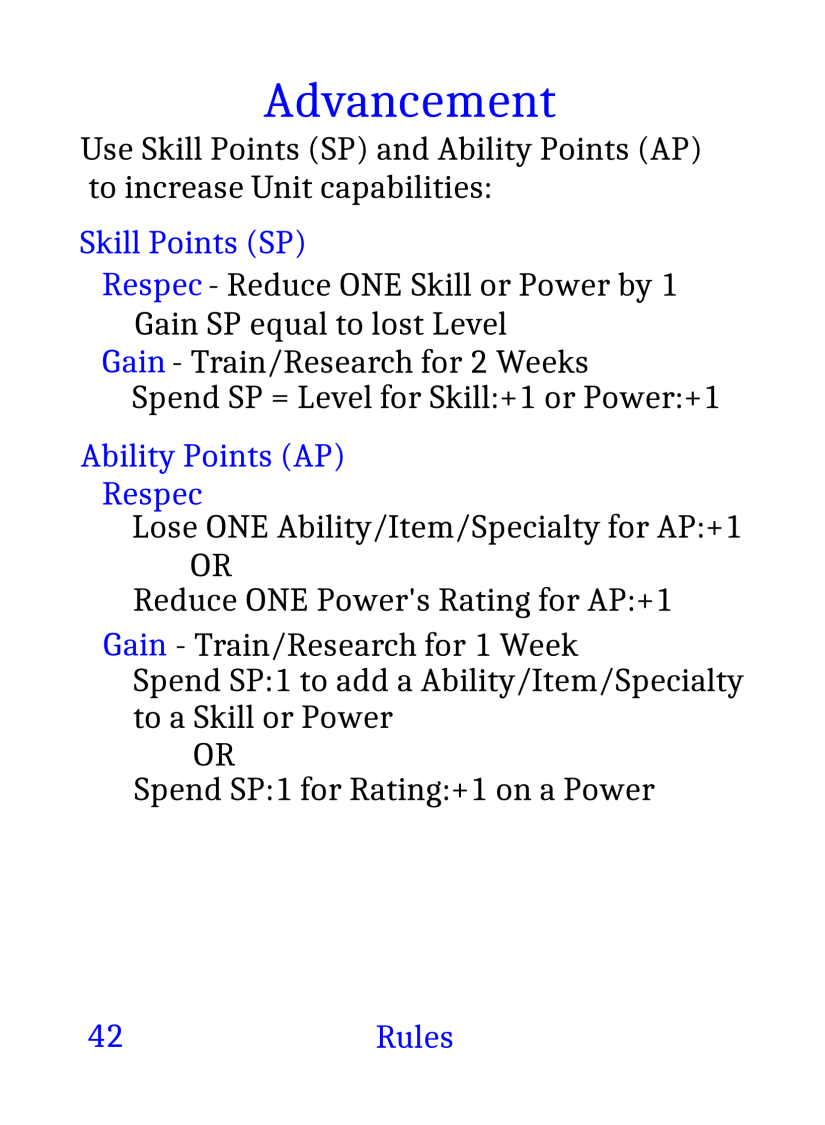 Advancement
Use Skill Points (SP) and Ability Points (AP)
to increase Unit capabilities:
Skill Points (SP)
Respec - Reduce ONE Skill or Power by 1
Gain SP equal to lost Level
Gain - Train/Research for 2 Weeks
Spend SP = Level for Skill:+1 or Power:+1
Ability Points (AP)
Respec
Lose ONE Ability/Item/Specialty for AP:+1
OR
Reduce ONE Power's Rating for AP:+1
Gain - Train/Research for 1 Week
Spend SP:1 to add a Ability/Item/Specialty
to a Skill or Power
OR
Spend SP:1 for Rating:+1 on a Power
42 Rules